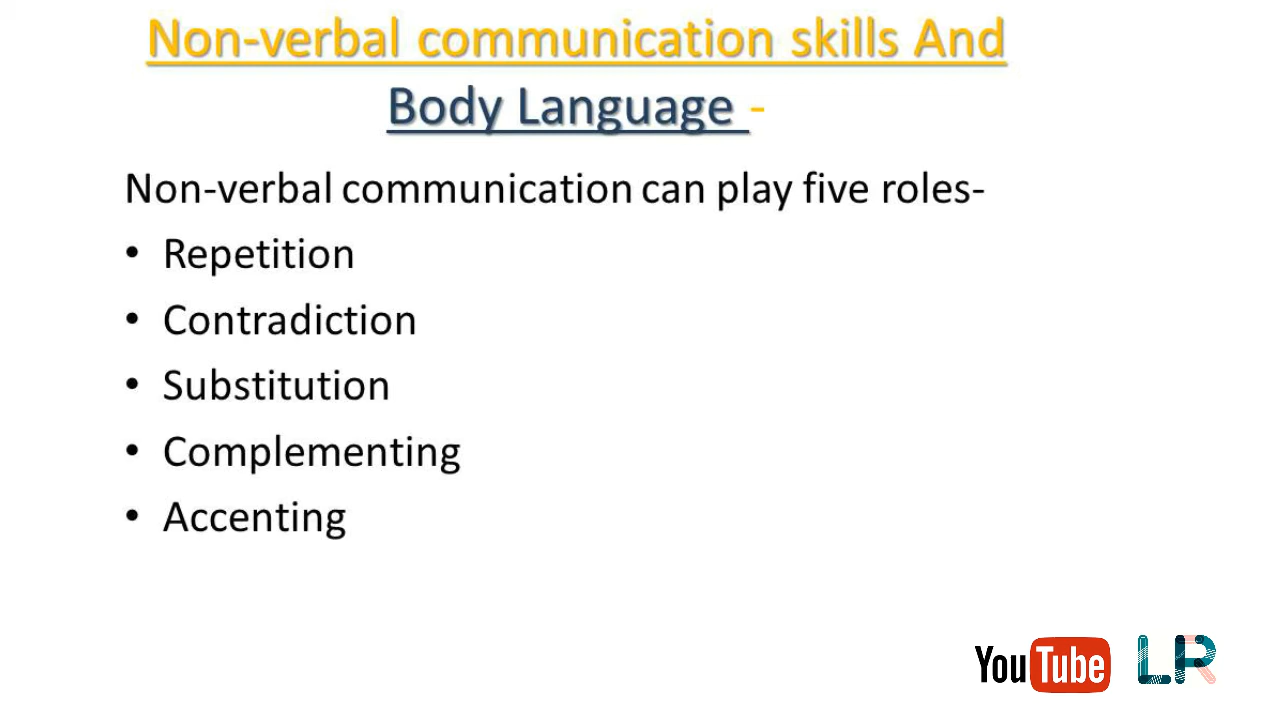 Non-verbal communication skills And
Body Language -
Non-verbal communication can play five roles-
• Repetition
• Contradiction
• Substitution
• Complementing
• Accenting
YouTube LR